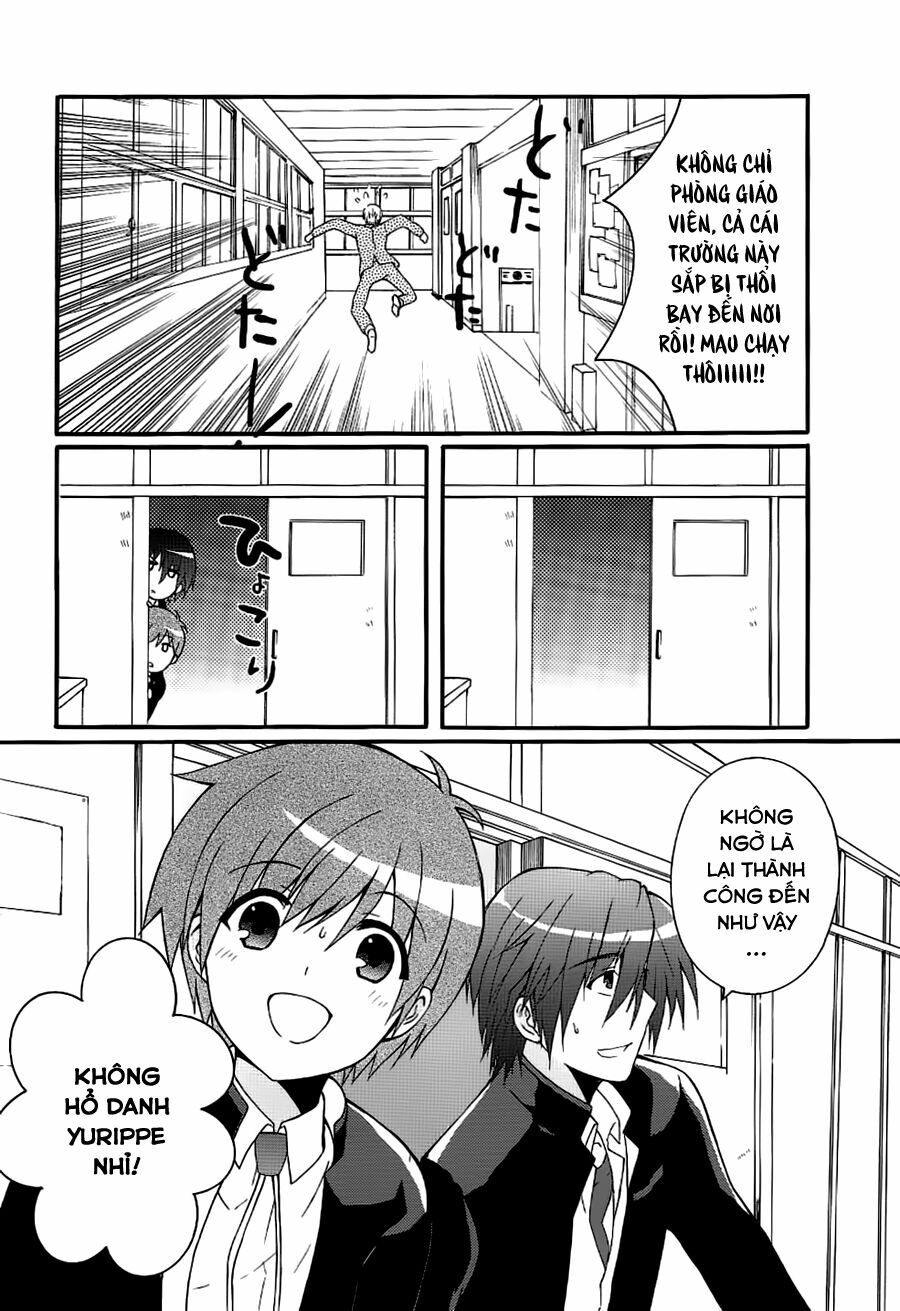 KHÔNG CHỈ
PHÒNG GIÁO
VIÊN, CẢ CÁI
TRƯỜNG NÀY
SẮP BỊ THỔI
BAY ĐẾN NƠI
RỒI! MAU CHẠY
THÔIIIII!!
どた
どた
どたーっ
ひょこり
KHÔNG
NGỜ LÀ
LẠI THÀNH
CÔNG ĐẾN
NHƯ VẬY
...
KHÔNG
HỔ DANH
YURIPPE
NHỈ!